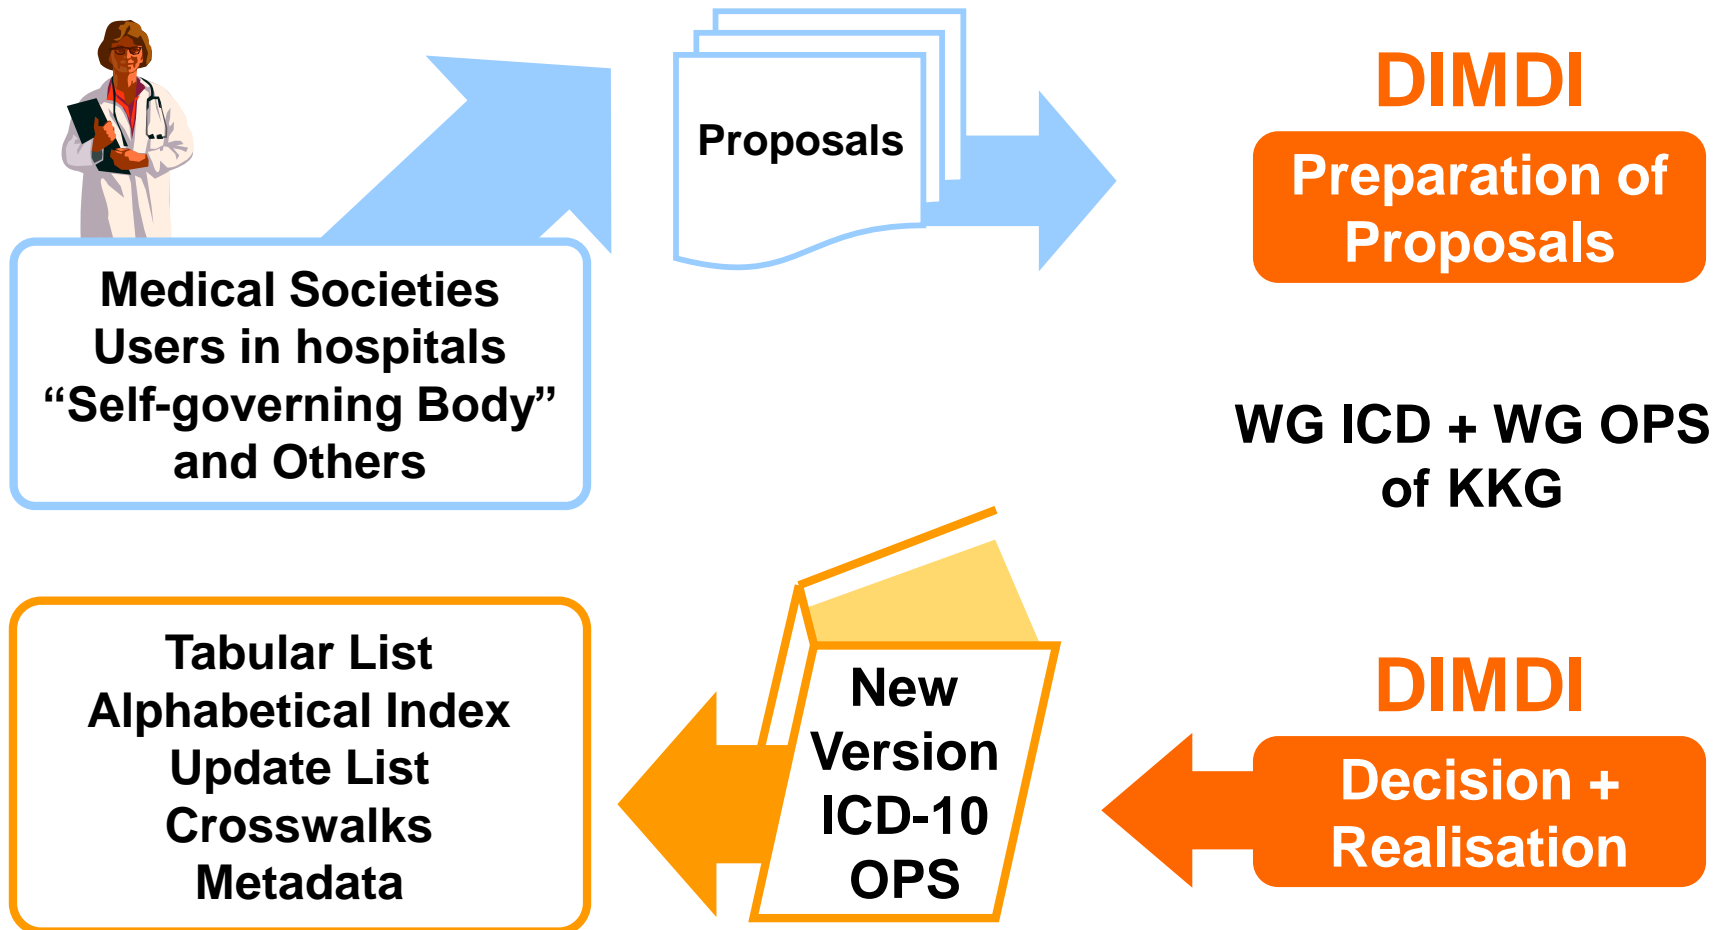 Medical Societies
Users in hospitals
“Self-governing Body”
and Others
Proposals
DIMDI
Preparation of
Proposals
WG ICD + WG OPS
of KKG
DIMDI
Decision +
Realisation
New
Version
ICD-10
OPS
Tabular List
Alphabetical Index
Update List
Crosswalks
Metadata